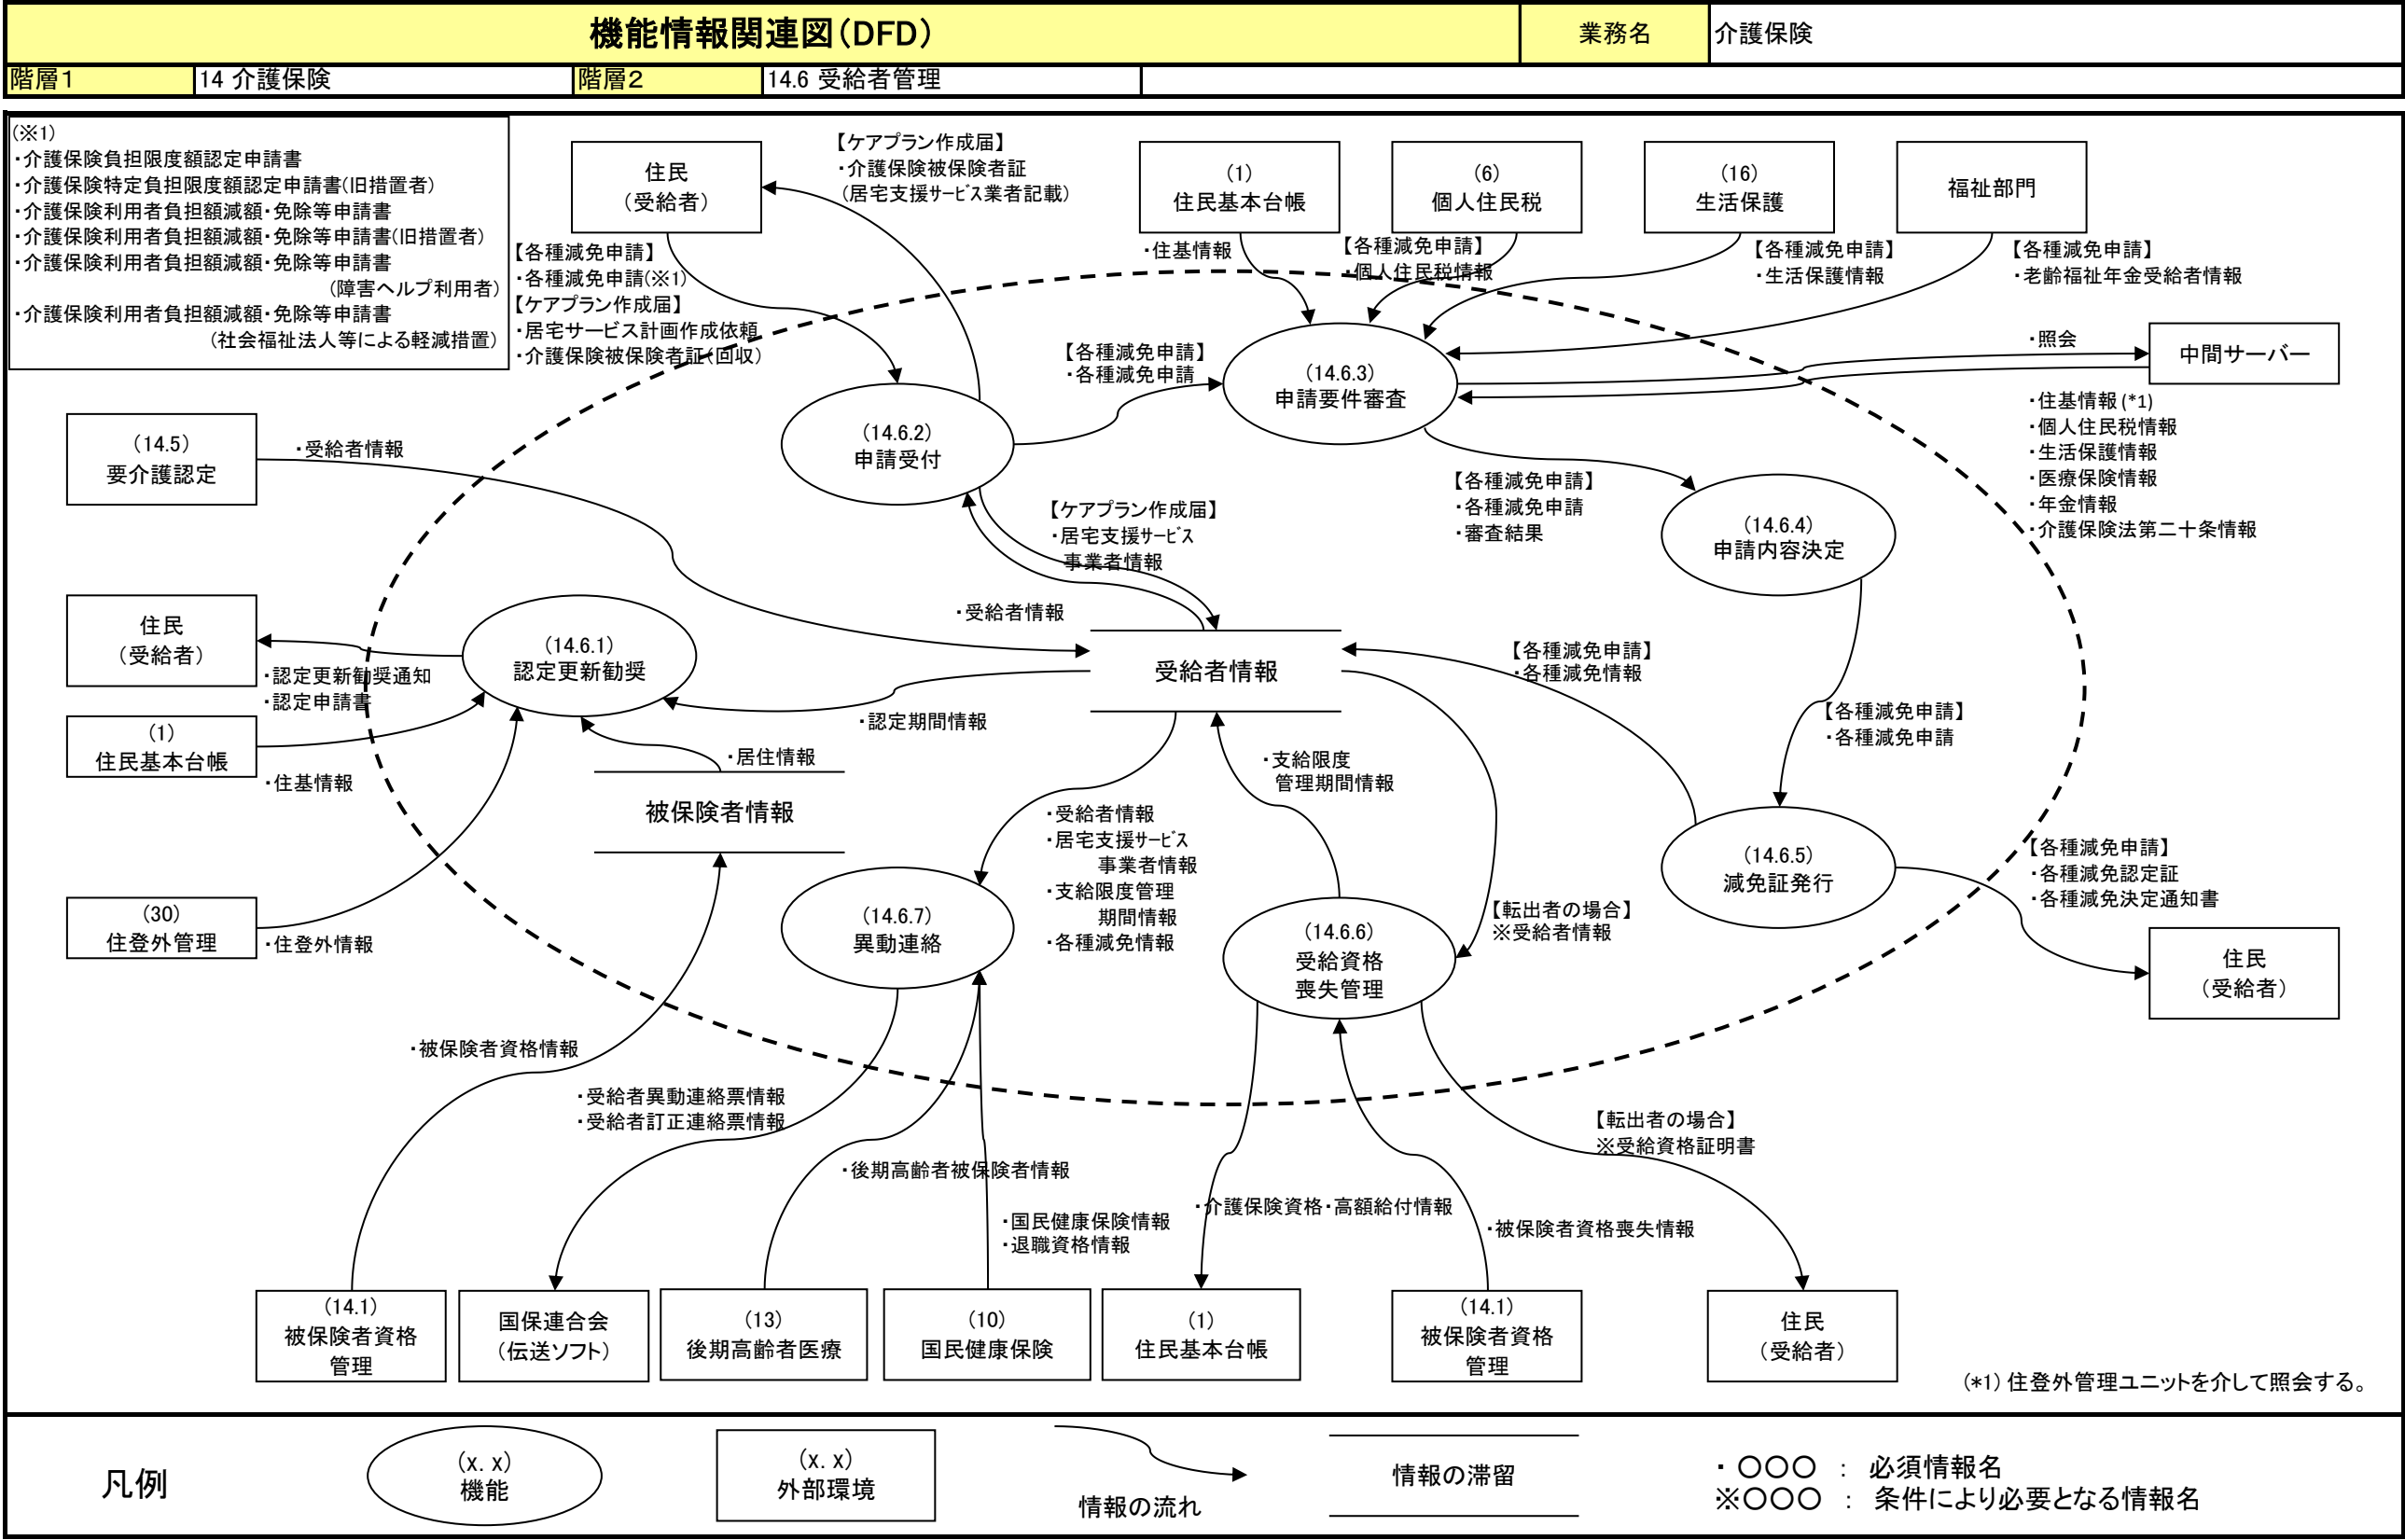 機能情報関連図(DFD)
業務名
介護保険
階層1
14 介護保険
階層2
14.6 受給者管理
(※1)
・介護保険負担限度額認定申請書
・介護保険特定負担限度額認定申請書(旧措置者)
・介護保険利用者負担額減額・免除等申請書
・介護保険利用者負担額減額・免除等申請書(旧措置者)
・介護保険利用者負担額減額・免除等申請書
(障害ヘルプ利用者)
・介護保険利用者負担額減額・免除等申請書
(社会福祉法人等による軽減措置)
住民
(受給者)
【ケアプラン作成届】
・介護保険被保険者証
(居宅支援サービス業者記載)
(1)
住民基本台帳
(6)
個人住民税
(16)
生活保護
福祉部門
【各種減免申請】
・各種減免申請(※1)
【ケアプラン作成届】
・居宅サービス計画作成依頼
・介護保険被保険者証(回収)
・住基情報
【各種減免申請】
・個人住民税情報
【各種減免申請】
・生活保護情報
【各種減免申請】
・老齢福祉年金受給者情報
・照会
中間サーバー
【各種減免申請】
・各種減免申請
(14.6.3)
申請要件審査
(14.6.2)
申請受付
・住基情報(*1)
・個人住民税情報
・生活保護情報
・医療保険情報
・年金情報
・介護保険法第二十条情報
(14.5)
要介護認定
・受給者情報
【各種減免申請】
・各種減免申請
・審査結果
(14.6.4)
申請内容決定
【ケアプラン作成届】
・居宅支援サービス
事業者情報
・受給者情報
住民
(受給者)
(14.6.1)
認定更新勧奨
・認定更新勧奨通知
・認定申請書
受給者情報
【各種減免申請】
・各種減免情報
【各種減免申請】
・各種減免申請
・認定期間情報
(1)
住民基本台帳
・住基情報
・居住情報
被保険者情報
・支給限度
管理期間情報
・受給者情報
・居宅支援サービス
事業者情報
・支給限度管理
期間情報
・各種減免情報
(14.6.5)
減免証発行
【各種減免申請】
・各種減免認定証
・各種減免決定通知書
(30)
住登外管理
・住登外情報
(14.6.7)
異動連絡
(14.6.6)
受給資格
喪失管理
【転出者の場合】
※受給者情報
住民
(受給者)
・被保険者資格情報
・受給者異動連絡票情報
・受給者訂正連絡票情報
・後期高齢者被保険者情報
・国民健康保険情報
・退職資格情報
・介護保険資格・高額給付情報
・被保険者資格喪失情報
【転出者の場合】
※受給資格証明書
(14.1)
被保険者資格
管理
国保連合会
(伝送ソフト)
(13)
後期高齢者医療
(10)
国民健康保険
(1)
住民基本台帳
(14.1)
被保険者資格
管理
住民
(受給者)
(*1) 住登外管理ユニットを介して照会する。
凡例
(x. x)
機能
(x. x)
外部環境
情報の流れ
情報の滞留
・ 〇〇〇 : 必須情報名
※〇〇〇 : 条件により必要となる情報名